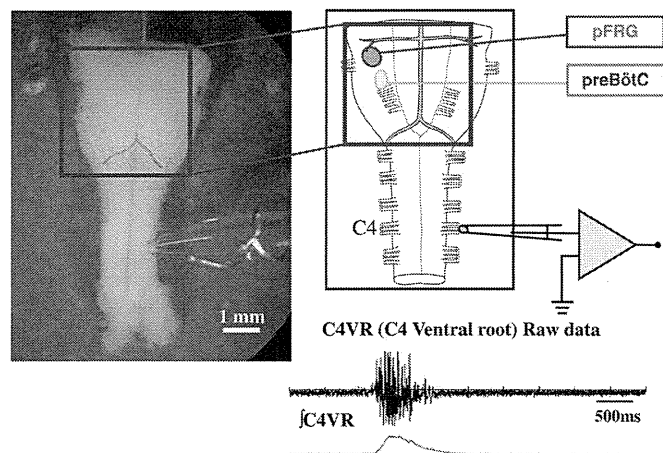 pFRG
preBötC
C4
1 mm
C4VR (C4 Ventral root) Raw data
∫C4VR
500ms